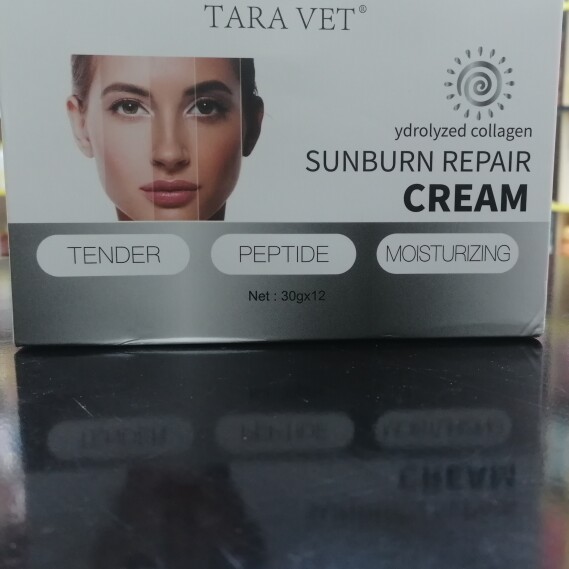 TARA VET®
ydrolyzed collagen
SUNBURN REPAIR
CREAM
TENDER
PEPTIDE
MOISTURIZING
Net : 30gx12